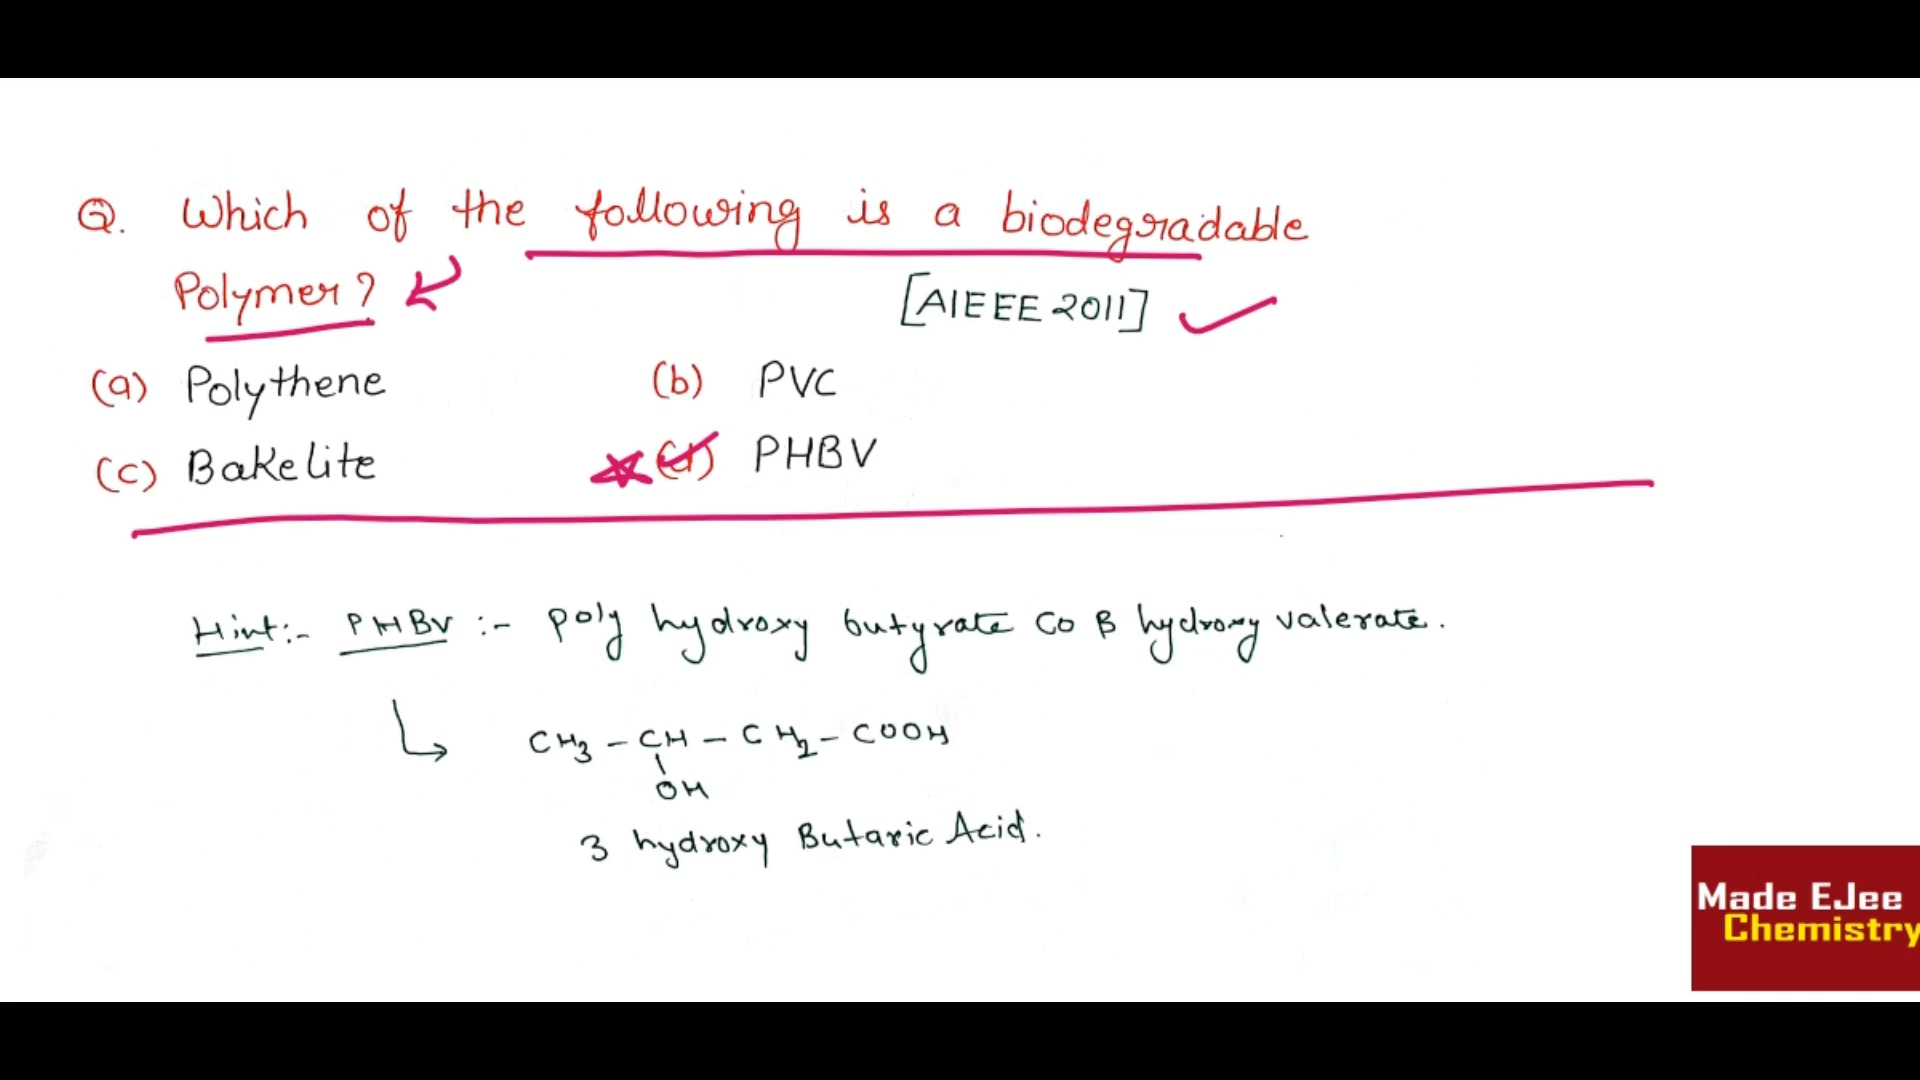 Q. Which of the following is a biodegradable
Polymer?
[AIEEE 2011]
(a) Polythene (b) PVC
(c) Bakelite (d) PHBV
Hint:- PHBV :- poly hydroxy butyrate co β hydroxy valerate.
CH₃ - CH - CH₂ - COOH
OH
3 hydroxy Butaric Acid.
Made EJee
Chemistry